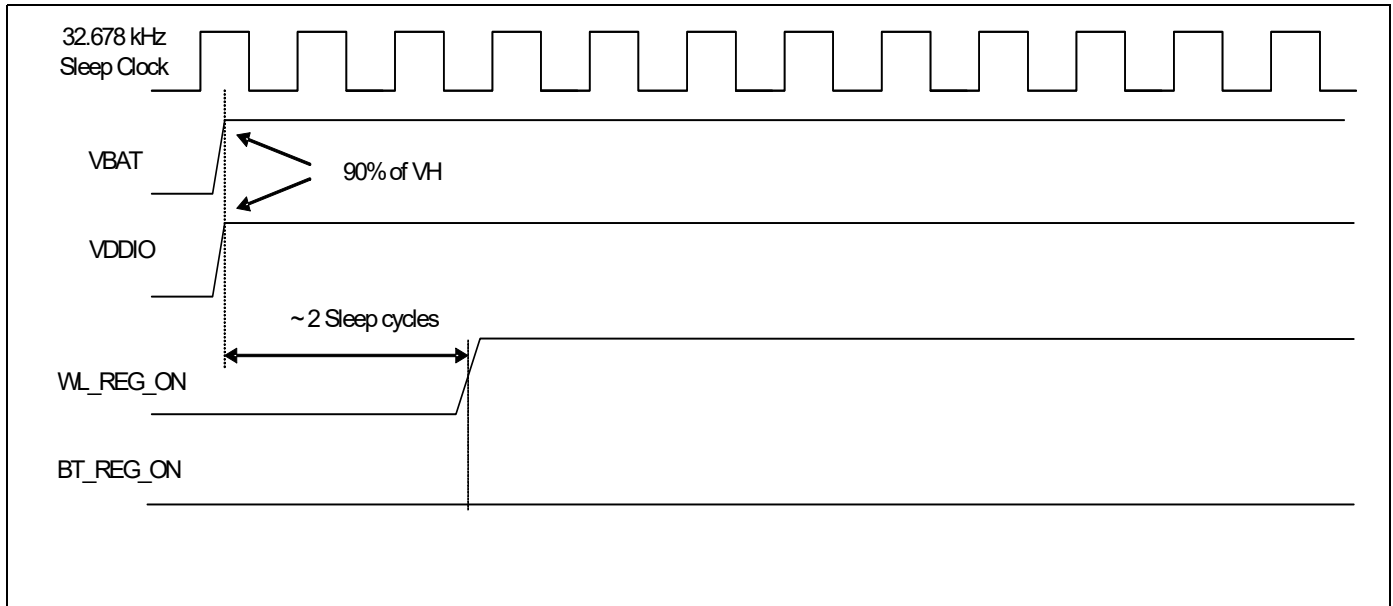 32.678 kHz
Sleep Clock
VBAT
90% of VH
VDDIO
~ 2 Sleep cycles
WL_REG_ON
BT_REG_ON